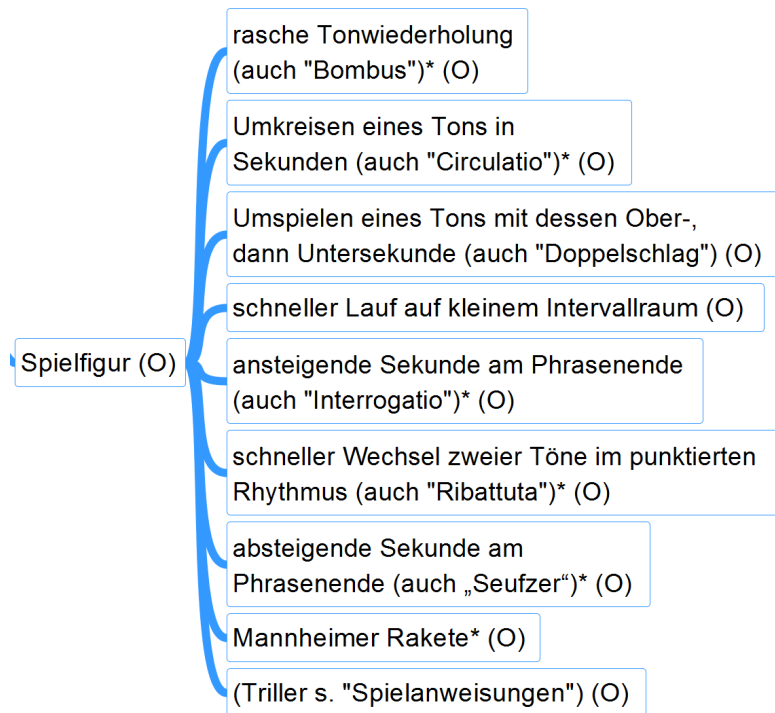 rasche Tonwiederholung
(auch "Bombus")* (O)
Umkreisen eines Tons in
Sekunden (auch "Circulatio")* (O)
Umspielen eines Tons mit dessen Ober-,
dann Untersekunde (auch "Doppelschlag") (O)
schneller Lauf auf kleinem Intervallraum (O)
Spielfigur (O)
ansteigende Sekunde am Phrasenende
(auch "Interrogatio")* (O)
schneller Wechsel zweier Töne im punktierten
Rhythmus (auch "Ribattuta")* (O)
absteigende Sekunde am
Phrasenende (auch „Seufzer“)* (O)
Mannheimer Rakete* (O)
(Triller s. "Spielanweisungen") (O)